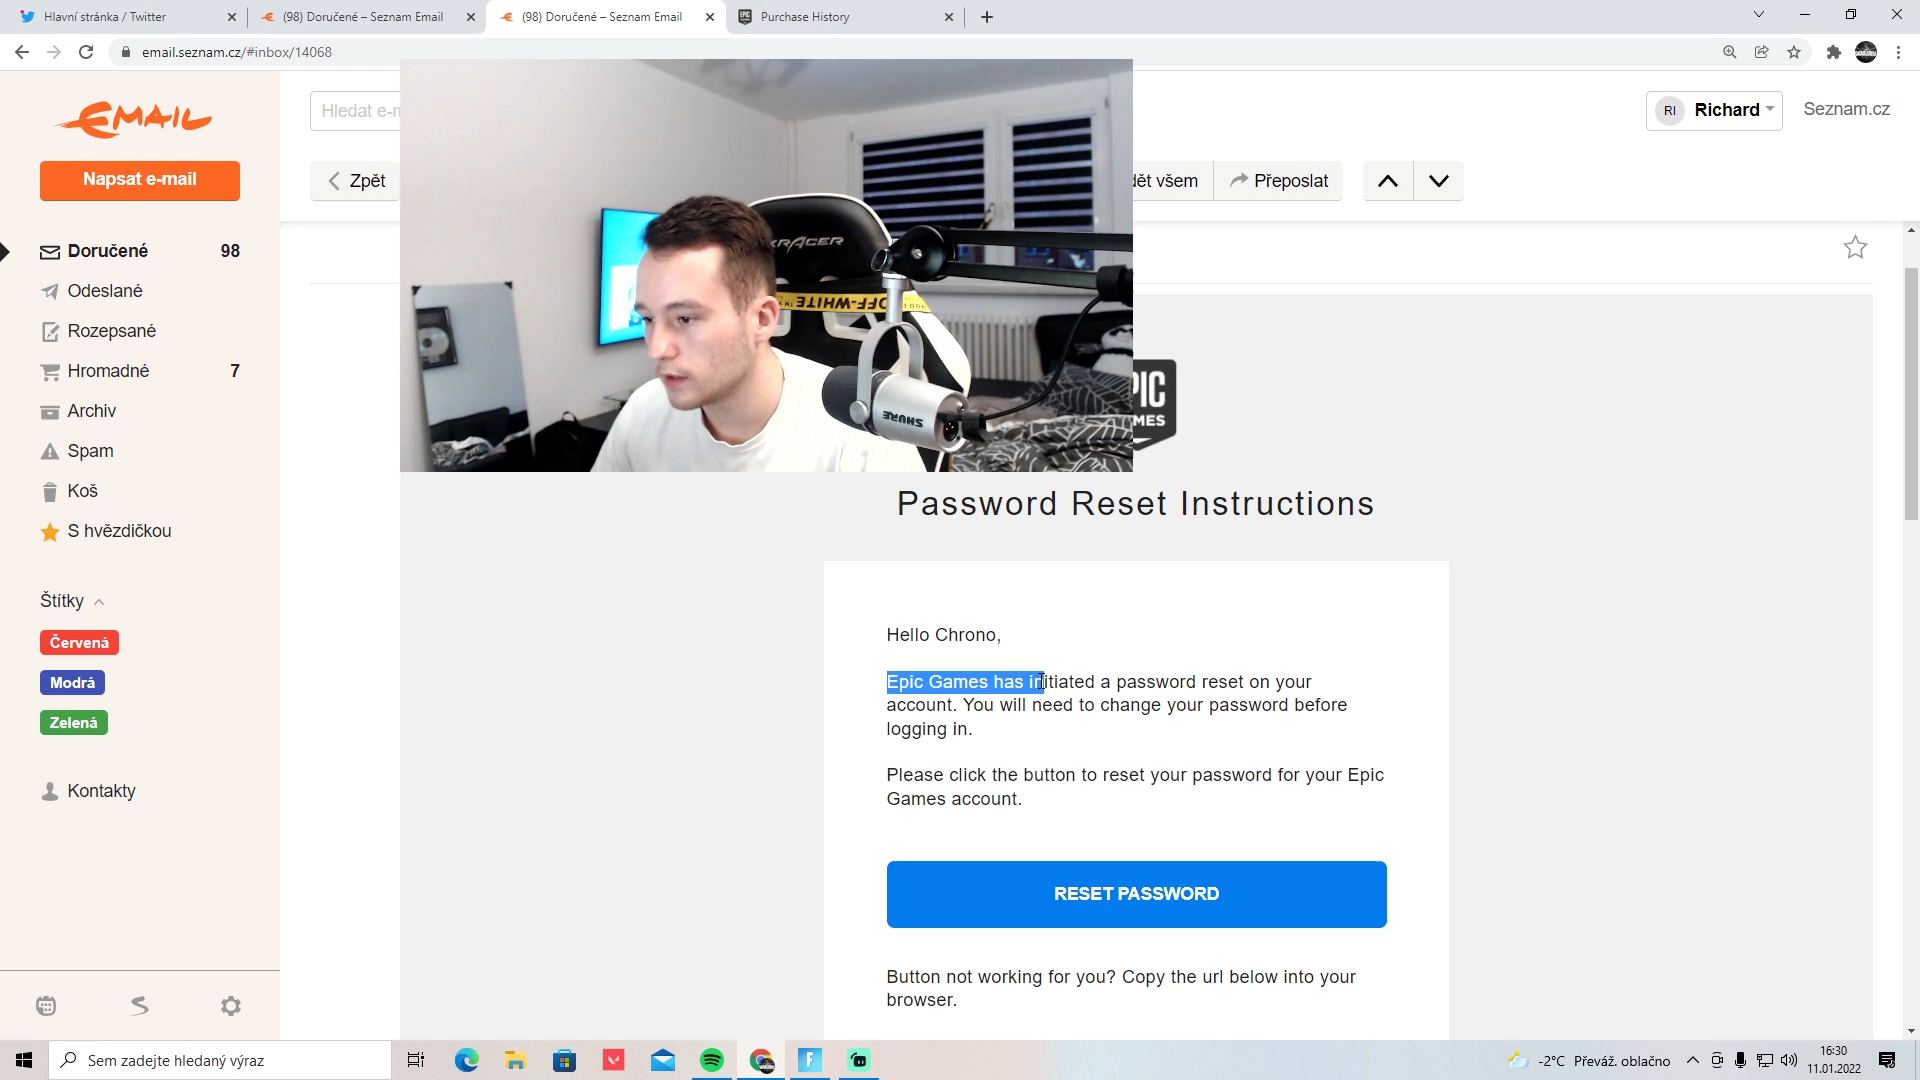 Hlavní stránka / Twitter
(98) Doručené – Seznam Email
(98) Doručené – Seznam Email
Purchase History
email.seznam.cz/#inbox/14068
EMAIL
Hledat e-m
RI Richard
Seznam.cz
Napsat e-mail
Zpět
dět všem
Přeposlat
Doručené 98
Odeslané
Rozepsané
Hromadné 7
Archiv
Spam
Koš
S hvězdičkou
Štítky
Červená
Modrá
Zelená
Kontakty
OFF-WHITE
SHURE
PIC
MES
Password Reset Instructions
Hello Chrono,
Epic Games has initiated a password reset on your
account. You will need to change your password before
logging in.
Please click the button to reset your password for your Epic
Games account.
RESET PASSWORD
Button not working for you? Copy the url below into your
browser.
Sem zadejte hledaný výraz
-2°C Převáž. oblačno
16:30
11.01.2022